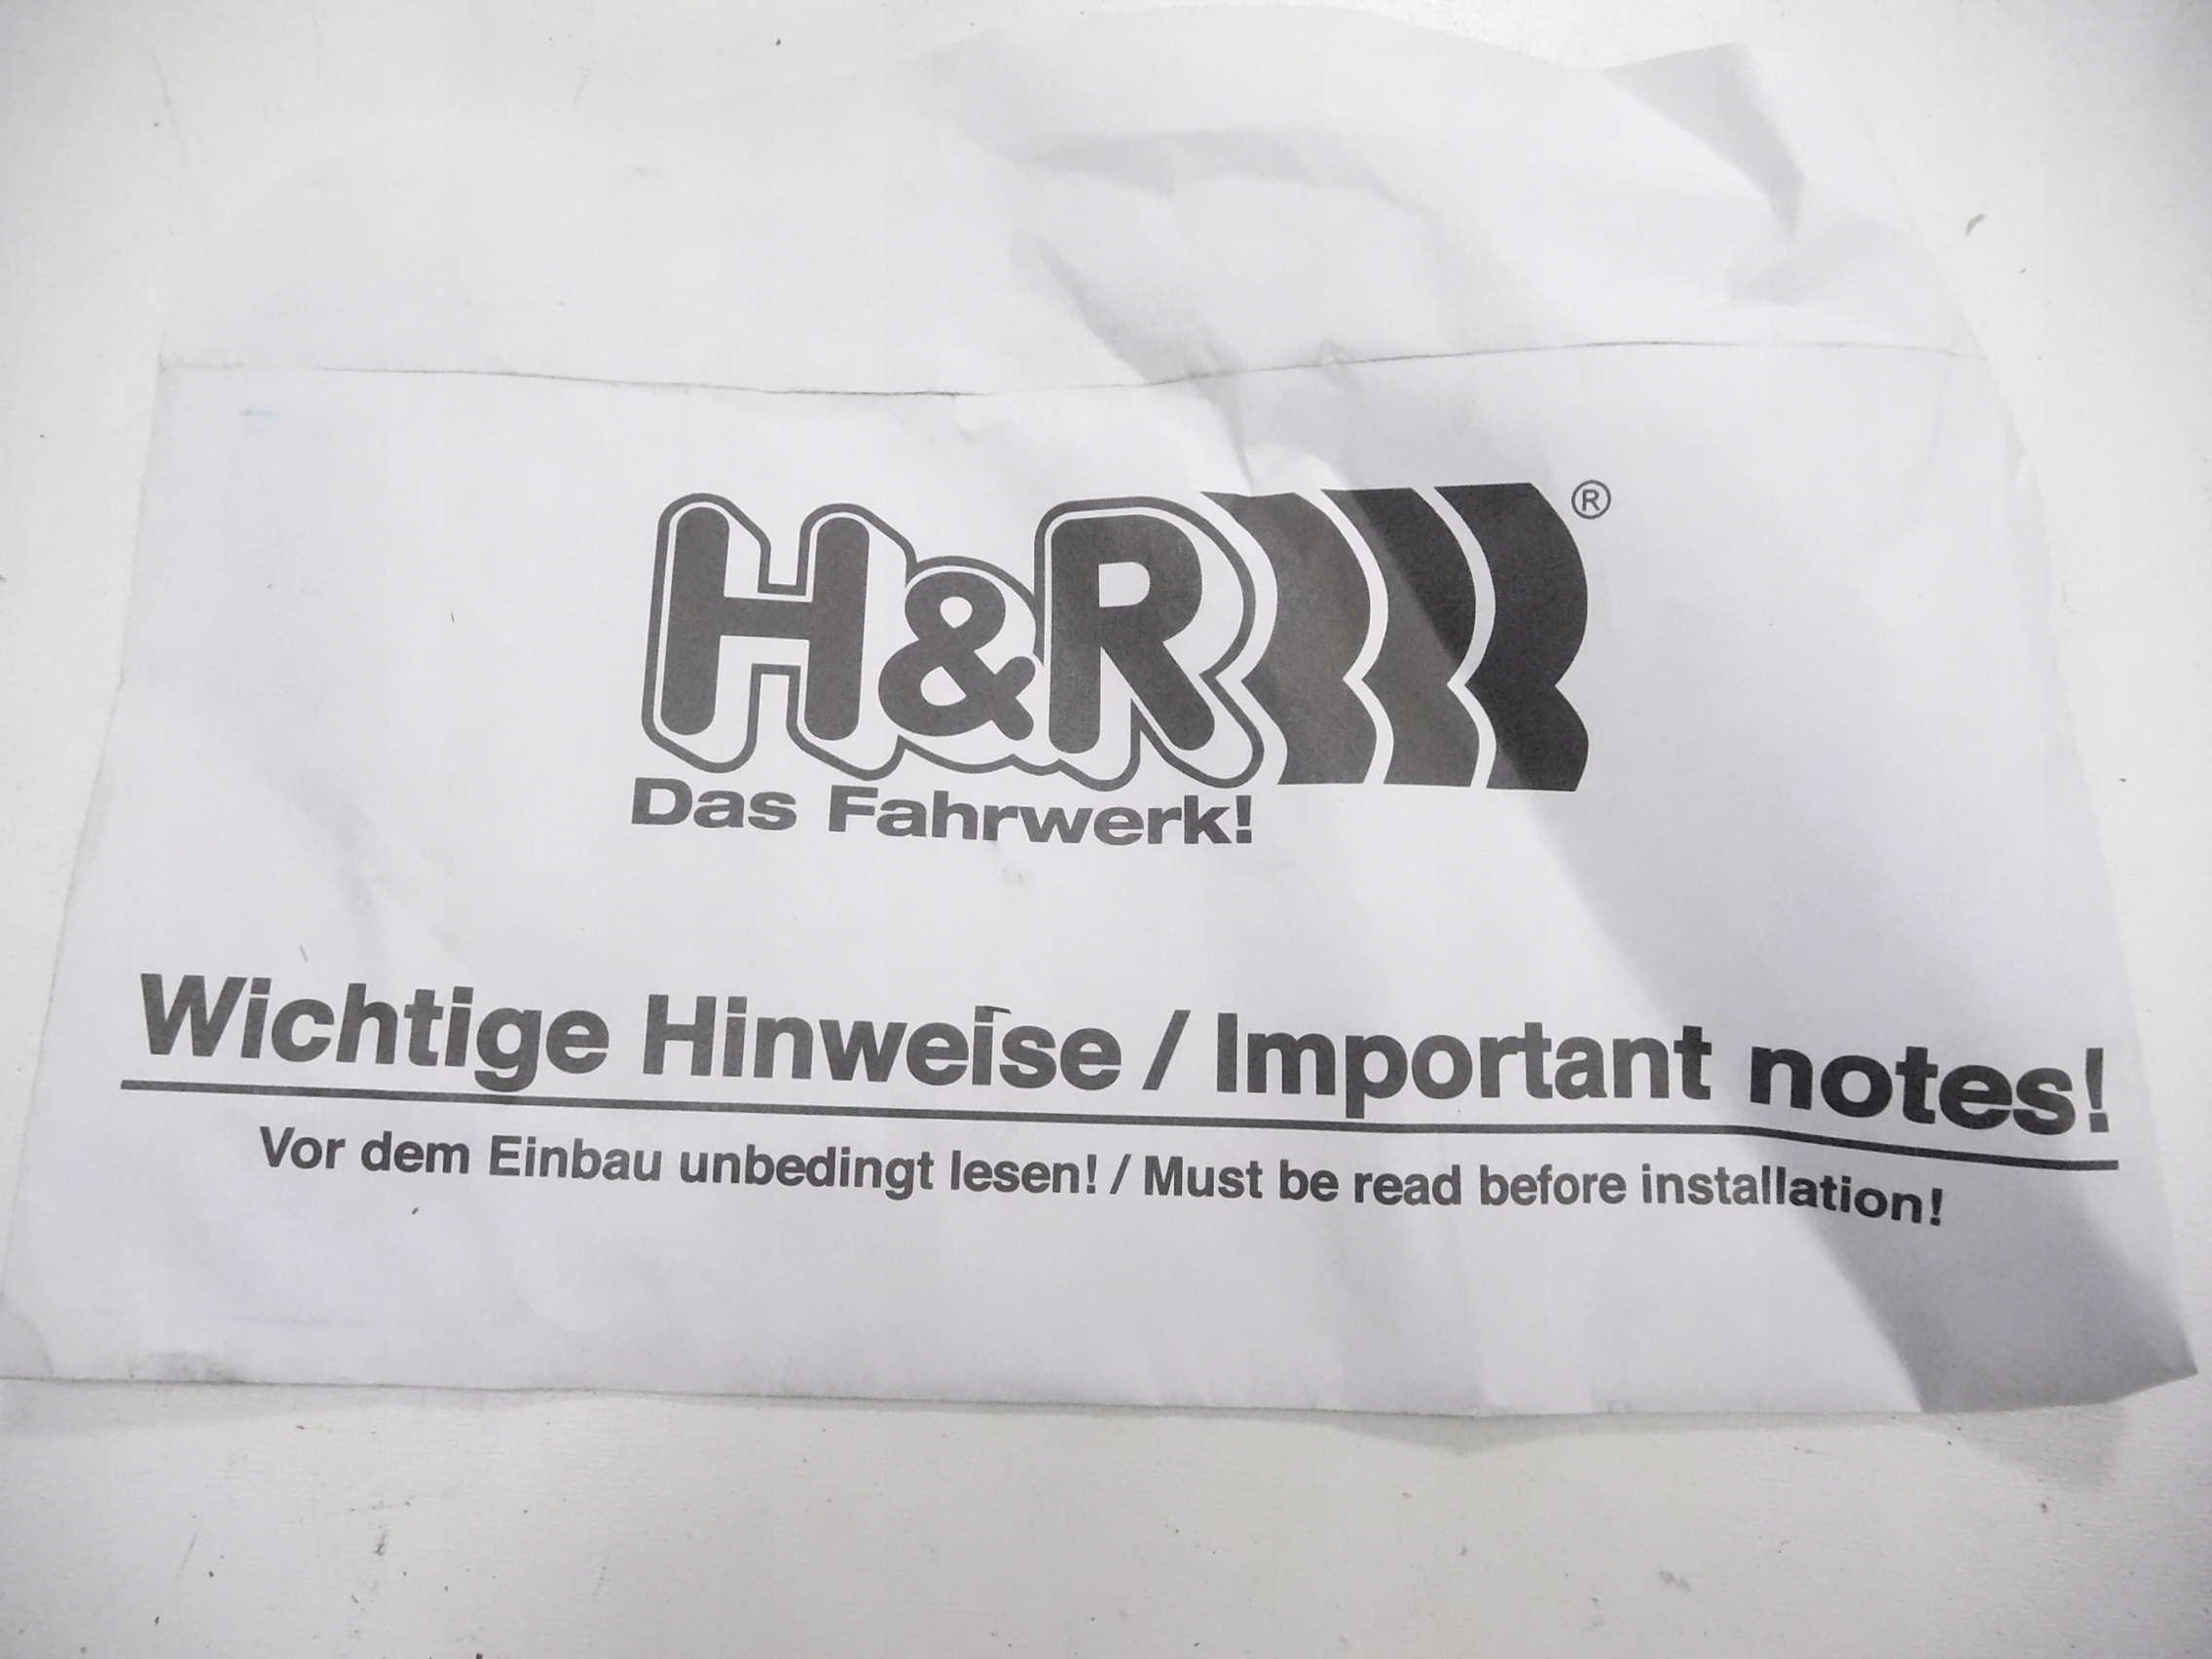 H&R®
Das Fahrwerk!
Wichtige Hinweise / Important notes!
Vor dem Einbau unbedingt lesen! / Must be read before installation!